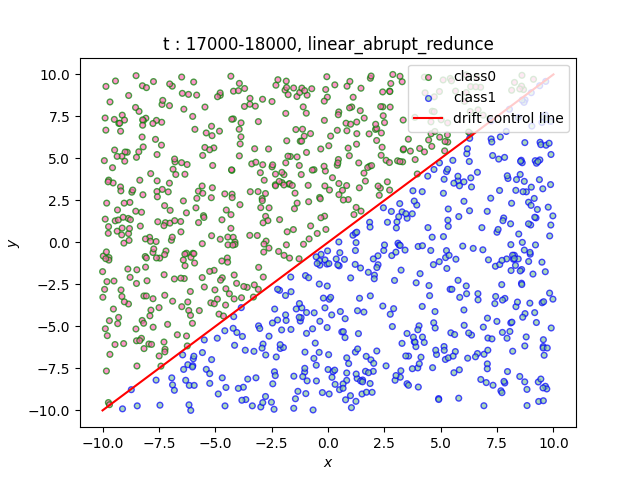 t : 17000-18000, linear_abrupt_redunce
class0
class1
drift control line
y
10.0
7.5
5.0
2.5
0.0
−2.5
−5.0
−7.5
−10.0
−10.0 −7.5 −5.0 −2.5 0.0 2.5 5.0 7.5 10.0
x